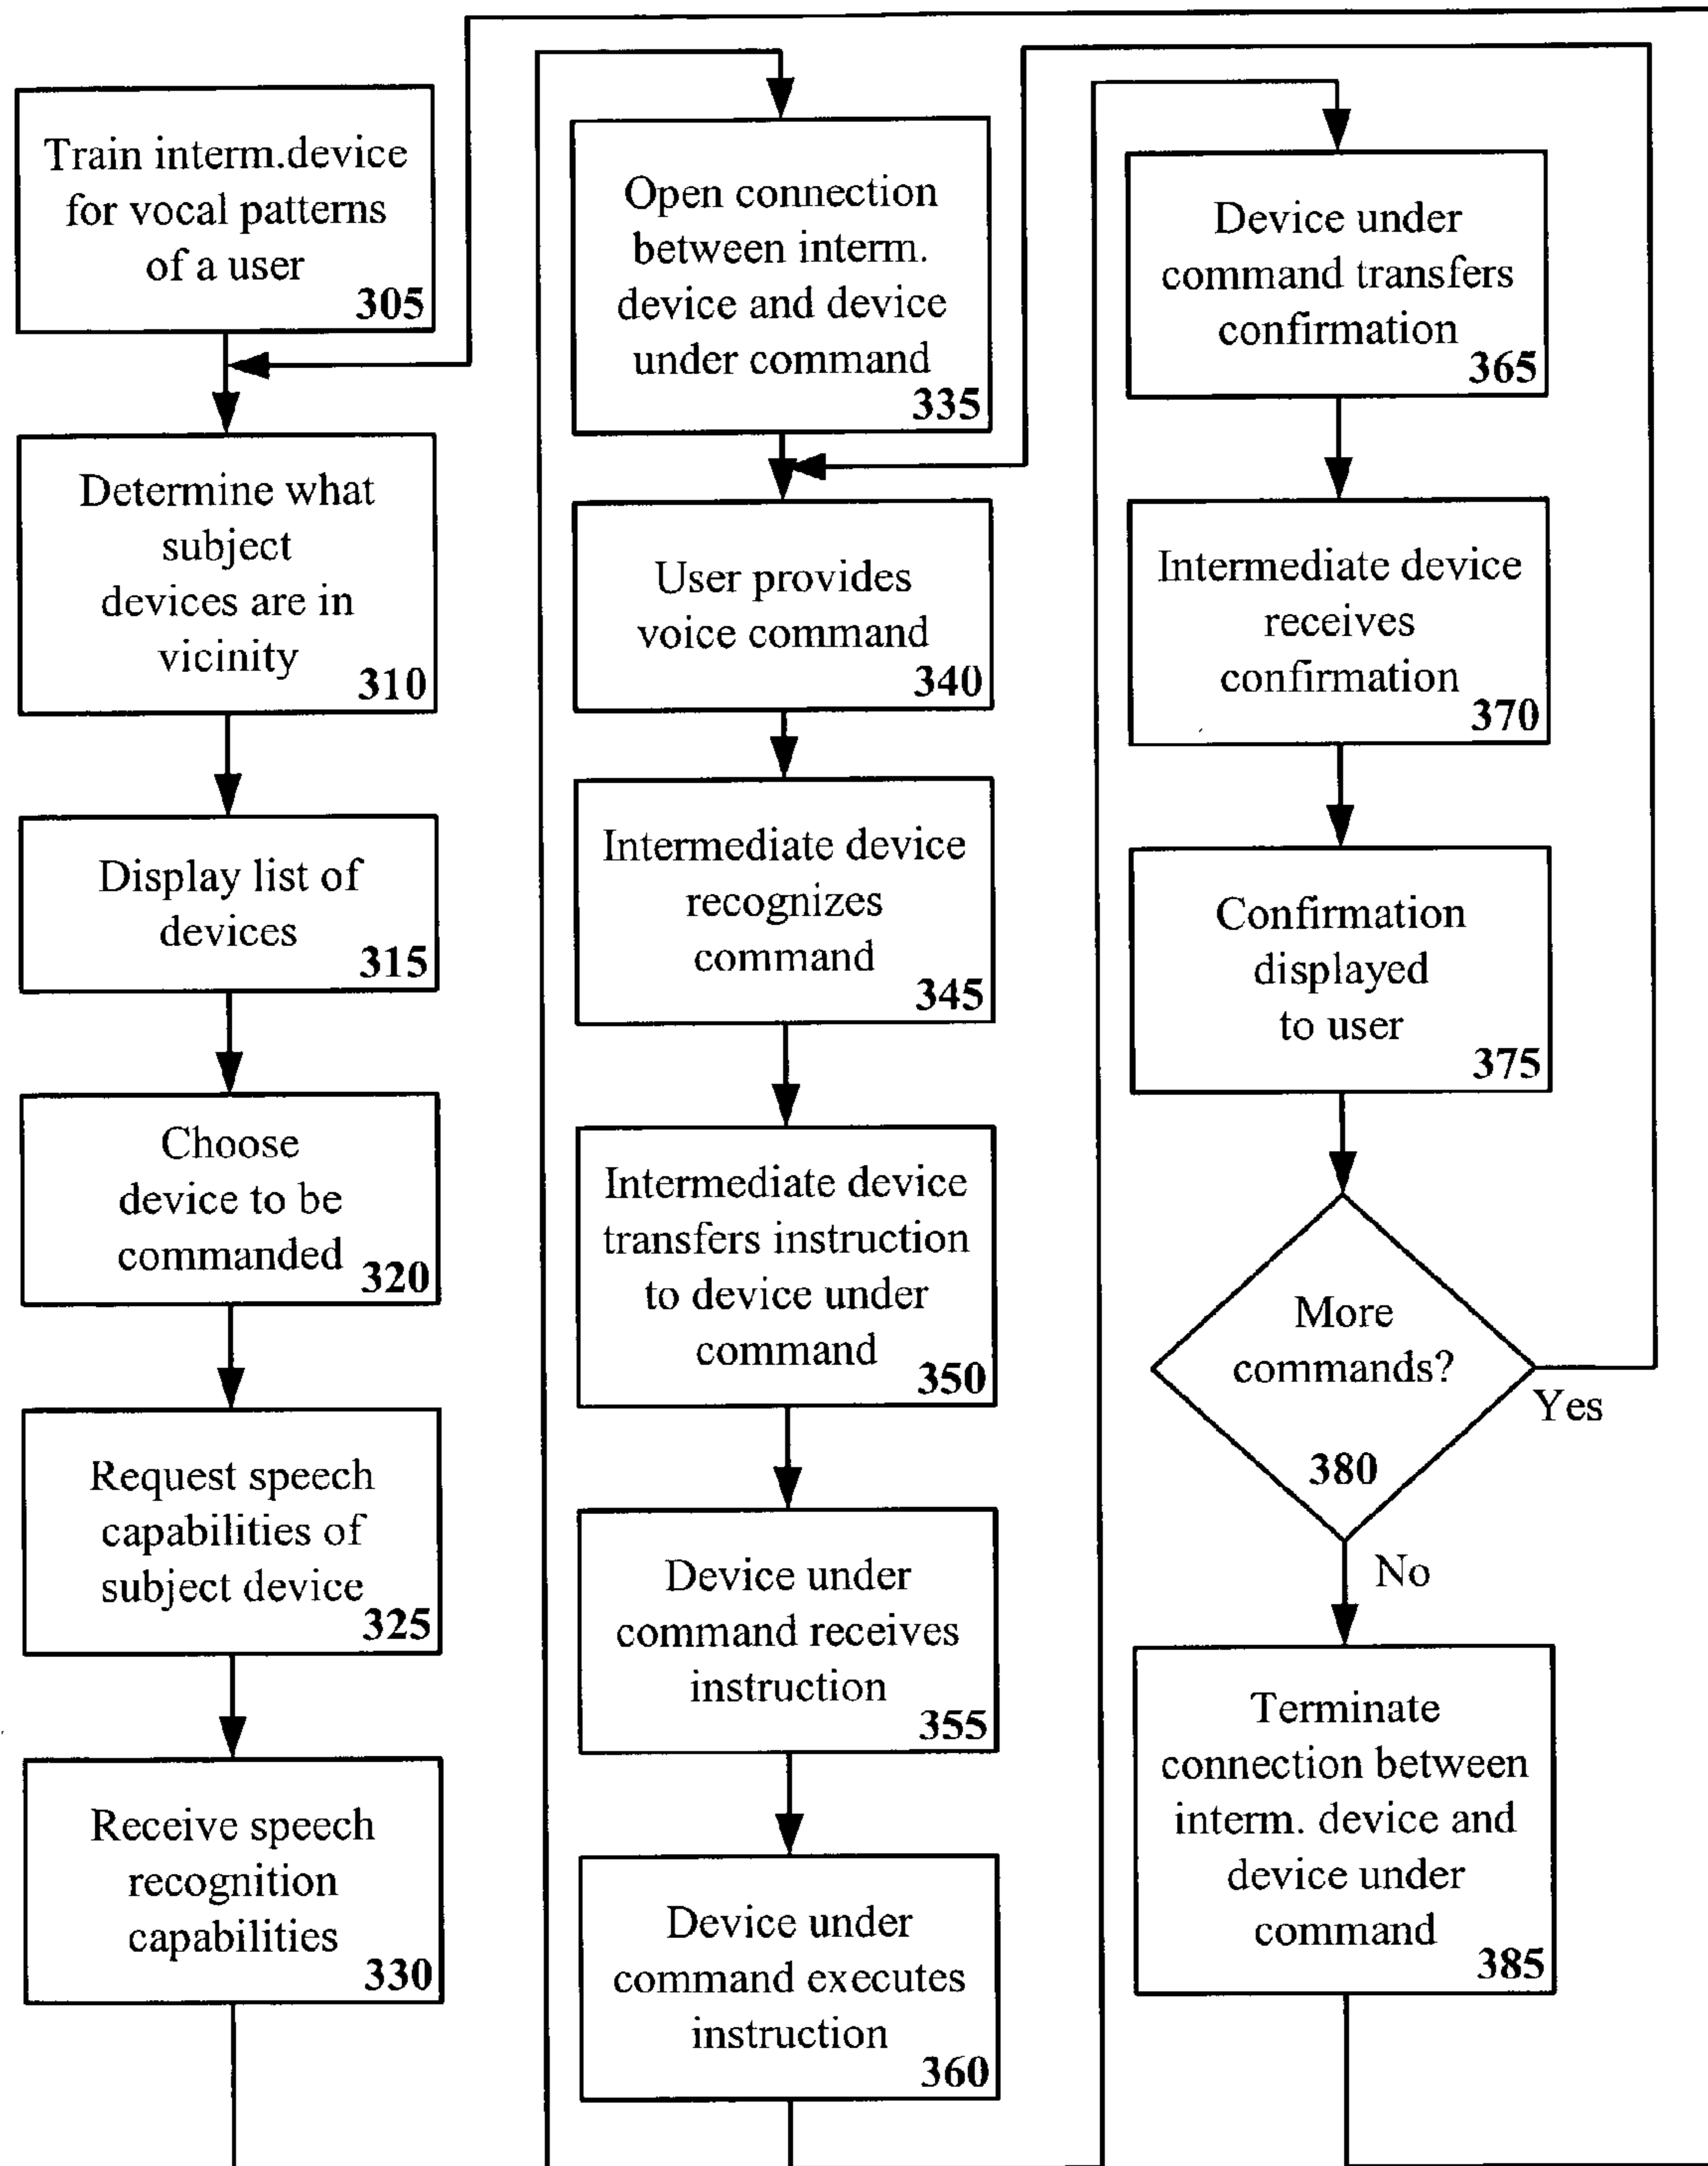 Train interm.device
for vocal patterns
of a user
305
Determine what
subject
devices are in
vicinity
310
Display list of
devices
315
Choose
device to be
commanded
320
Request speech
capabilities of
subject device
325
Receive speech
recognition
capabilities
330
Open connection
between interm.
device and device
under command
335
User provides
voice command
340
Intermediate device
recognizes
command
345
Intermediate device
transfers instruction
to device under
command
350
Device under
command receives
instruction
355
Device under
command executes
instruction
360
Device under
command transfers
confirmation
365
Intermediate device
receives
confirmation
370
Confirmation
displayed
to user
375
More
commands?
380
Yes
No
Terminate
connection between
interm. device and
device under
command
385